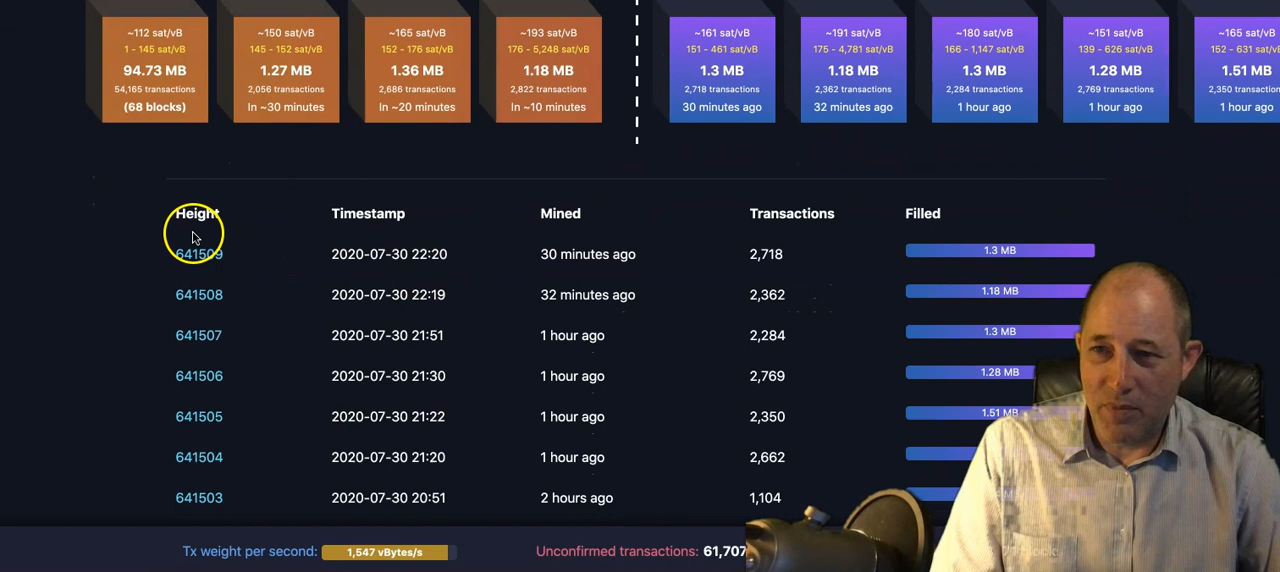 ~112 sat/vB ~150 sat/vB ~165 sat/vB ~193 sat/vB ~161 sat/vB ~191 sat/vB ~180 sat/vB ~151 sat/vB ~165 sat/vB
1 - 145 sat/vB 145 - 152 sat/vB 152 - 176 sat/vB 176 - 5,248 sat/vB 151 - 461 sat/vB 175 - 4,781 sat/vB 166 - 1,147 sat/vB 139 - 626 sat/vB 152 - 631 sat/vB
94.73 MB 1.27 MB 1.36 MB 1.18 MB 1.3 MB 1.18 MB 1.3 MB 1.28 MB 1.51 MB
54,165 transactions 2,056 transactions 2,686 transactions 2,822 transactions 2,718 transactions 2,362 transactions 2,284 transactions 2,769 transactions 2,350 transactions
(68 blocks) In ~30 minutes In ~20 minutes In ~10 minutes 30 minutes ago 32 minutes ago 1 hour ago 1 hour ago 1 hour ago
Height Timestamp Mined Transactions Filled
641509 2020-07-30 22:20 30 minutes ago 2,718 1.3 MB
641508 2020-07-30 22:19 32 minutes ago 2,362 1.18 MB
641507 2020-07-30 21:51 1 hour ago 2,284 1.3 MB
641506 2020-07-30 21:30 1 hour ago 2,769 1.28 MB
641505 2020-07-30 21:22 1 hour ago 2,350 1.51 MB
641504 2020-07-30 21:20 1 hour ago 2,662
641503 2020-07-30 20:51 2 hours ago 1,104
Tx weight per second: 1,547 vBytes/s Unconfirmed transactions: 61,707